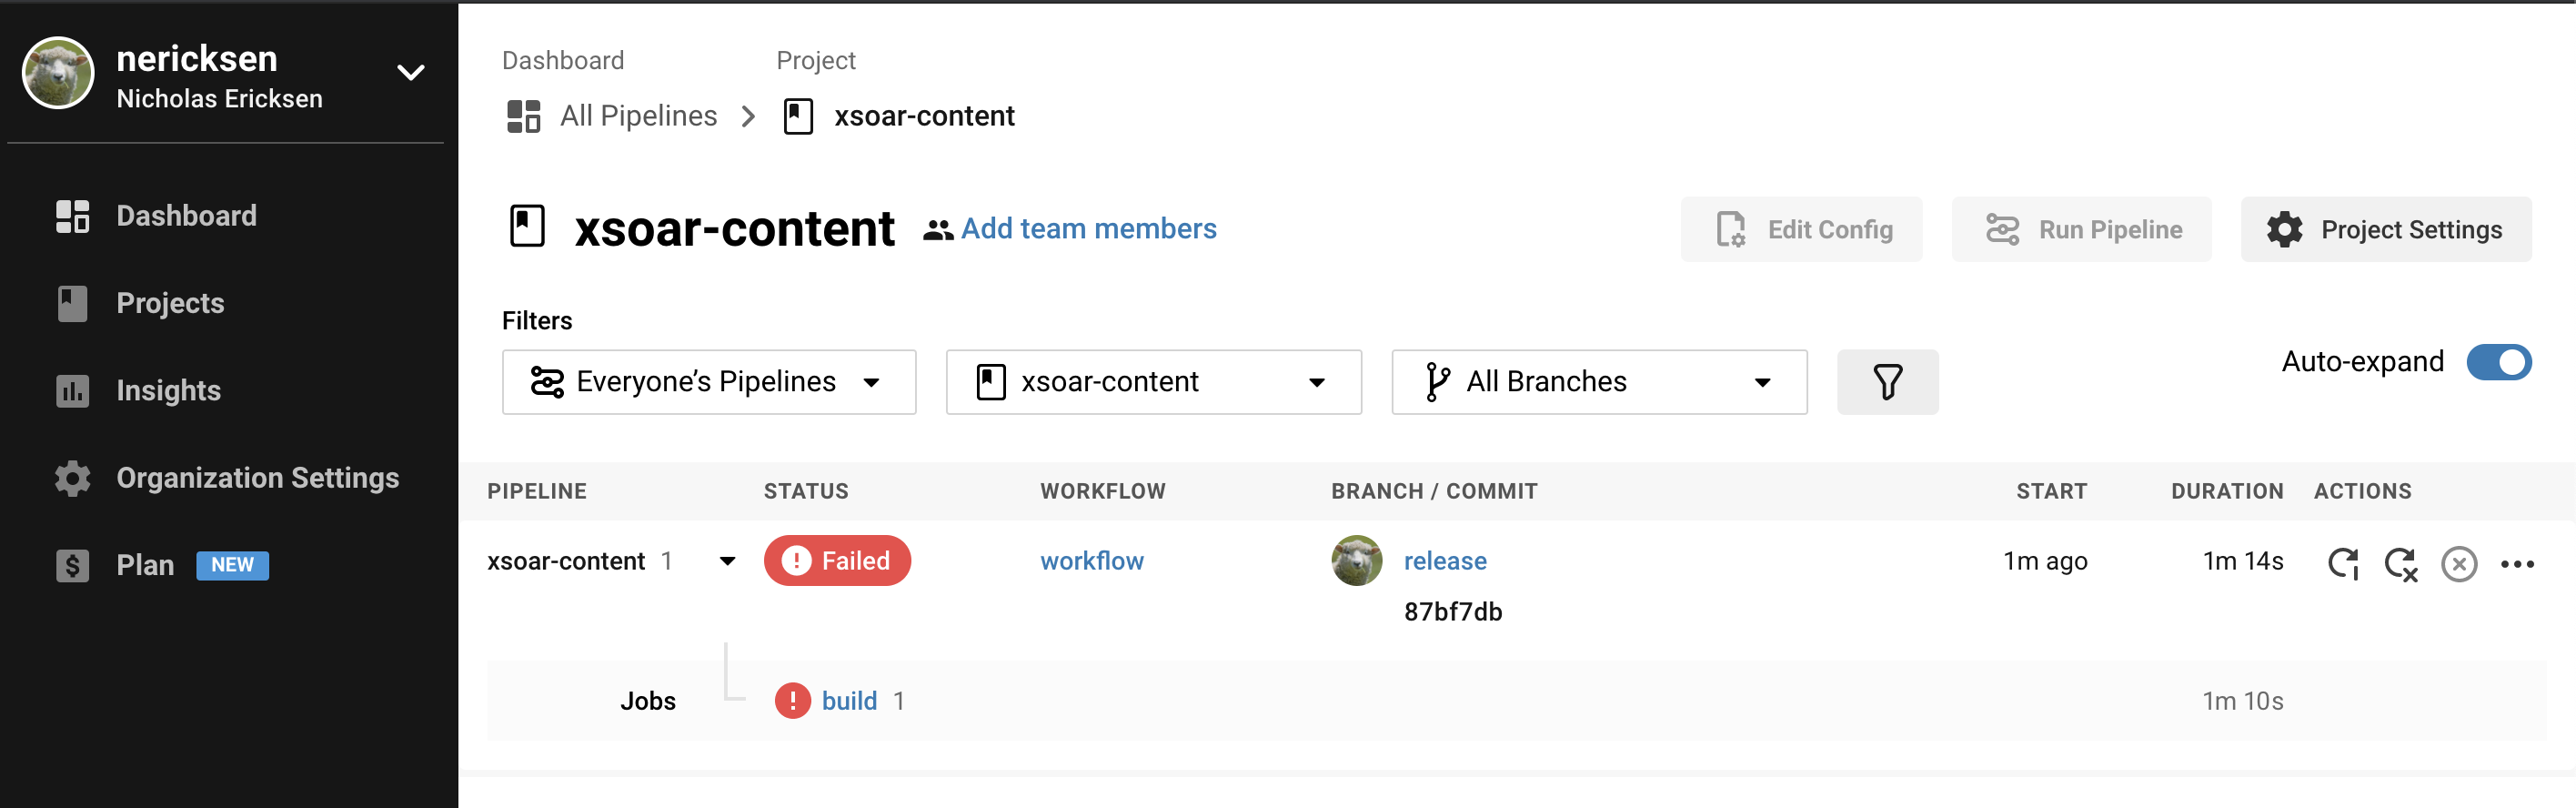 nericksen
Nicholas Ericksen
Dashboard
Projects
Insights
Organization Settings
Plan NEW
Dashboard Project
All Pipelines xsoar-content
xsoar-content Add team members Edit Config Run Pipeline Project Settings
Filters
Everyone’s Pipelines xsoar-content All Branches Auto-expand
PIPELINE STATUS WORKFLOW BRANCH / COMMIT START DURATION ACTIONS
xsoar-content 1 Failed workflow release 1m ago 1m 14s
87bf7db
Jobs build 1 1m 10s